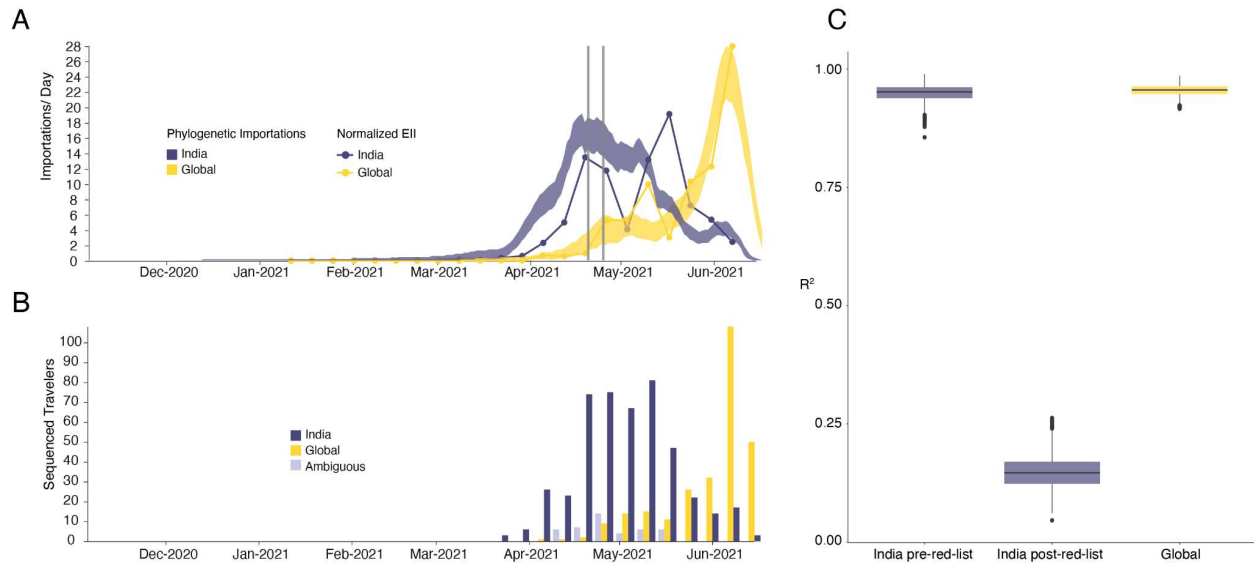 A
Importations/ Day
28
26
24
22
20
18
16
14
12
10
8
6
4
2
0
Phylogenetic Importations
India
Global
Normalized EII
India
Global
Dec-2020 Jan-2021 Feb-2021 Mar-2021 Apr-2021 May-2021 Jun-2021
B
Sequenced Travelers
100
90
80
70
60
50
40
30
20
10
0
India
Global
Ambiguous
Dec-2020 Jan-2021 Feb-2021 Mar-2021 Apr-2021 May-2021 Jun-2021
C
R²
1.00
0.75
0.50
0.25
0.00
India pre-red-list India post-red-list Global